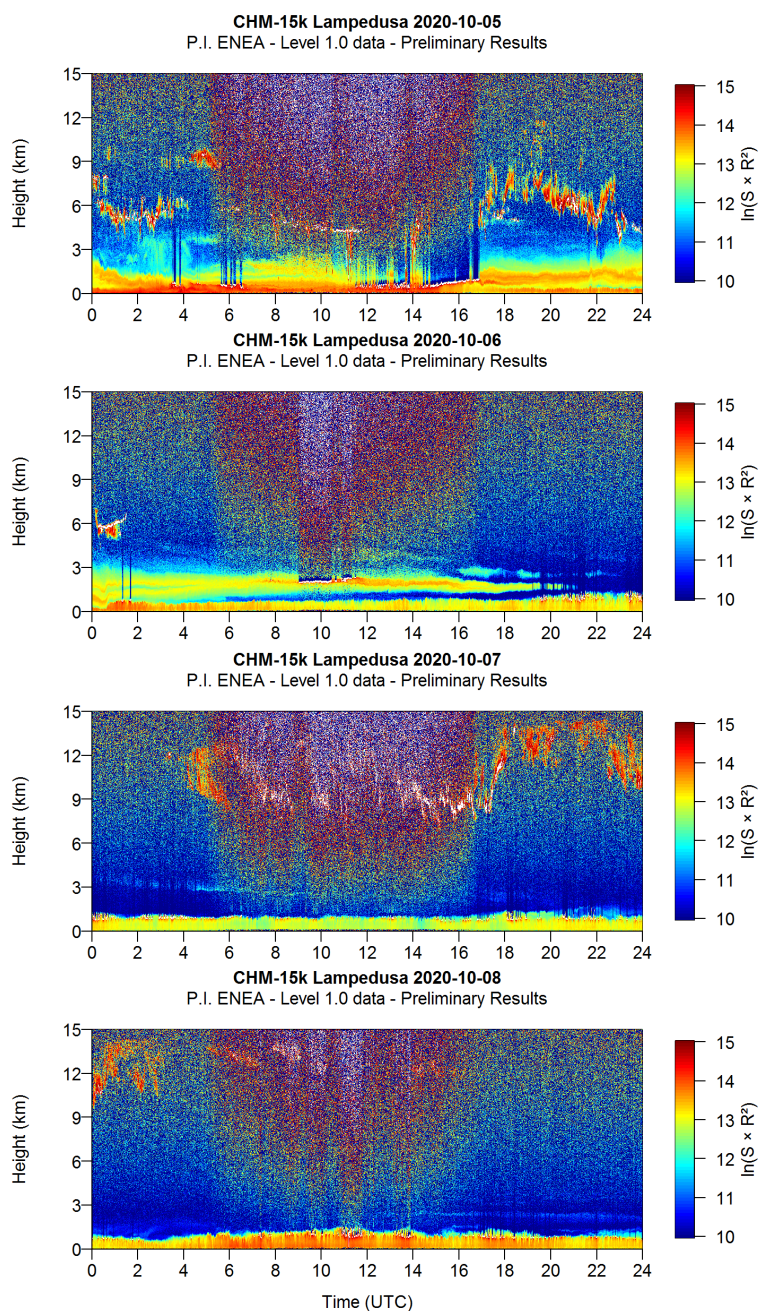 CHM-15k Lampedusa 2020-10-05
P.I. ENEA - Level 1.0 data - Preliminary Results
15
12
9
6
3
0
Height (km)
0 2 4 6 8 10 12 14 16 18 20 22 24
15
14
13
12
11
10
ln(S × R²)
CHM-15k Lampedusa 2020-10-06
P.I. ENEA - Level 1.0 data - Preliminary Results
15
12
9
6
3
0
Height (km)
0 2 4 6 8 10 12 14 16 18 20 22 24
15
14
13
12
11
10
ln(S × R²)
CHM-15k Lampedusa 2020-10-07
P.I. ENEA - Level 1.0 data - Preliminary Results
15
12
9
6
3
0
Height (km)
0 2 4 6 8 10 12 14 16 18 20 22 24
15
14
13
12
11
10
ln(S × R²)
CHM-15k Lampedusa 2020-10-08
P.I. ENEA - Level 1.0 data - Preliminary Results
15
12
9
6
3
0
Height (km)
0 2 4 6 8 10 12 14 16 18 20 22 24
15
14
13
12
11
10
ln(S × R²)
Time (UTC)